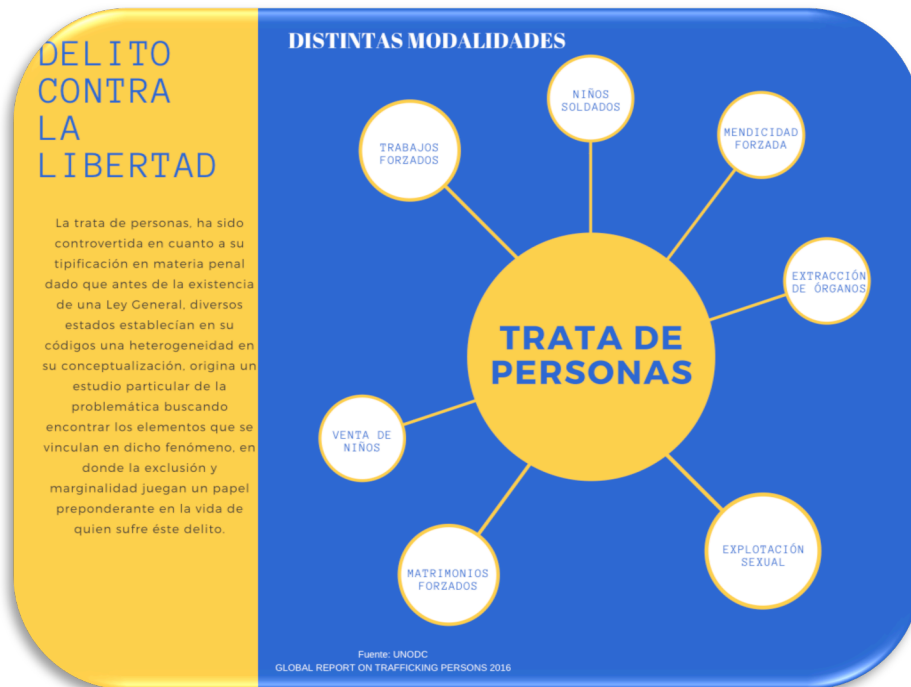 DELITO
CONTRA
LA
LIBERTAD
La trata de personas, ha sido
controvertida en cuanto a su
tipificación en materia penal
dado que antes de la existencia
de una Ley General, diversos
estados establecían en su
códigos una heterogeneidad en
su conceptualización, origina un
estudio particular de la
problemática buscando
encontrar los elementos que se
vinculan en dicho fenómeno, en
donde la exclusión y
marginalidad juegan un papel
preponderante en la vida de
quien sufre éste delito.
DISTINTAS MODALIDADES
NIÑOS
SOLDADOS
TRABAJOS
FORZADOS
MENDICIDAD
FORZADA
EXTRACCIÓN
DE ÓRGANOS
TRATA DE
PERSONAS
VENTA DE
NIÑOS
EXPLOTACIÓN
SEXUAL
MATRIMONIOS
FORZADOS
Fuente: UNODC
GLOBAL REPORT ON TRAFFICKING PERSONS 2016